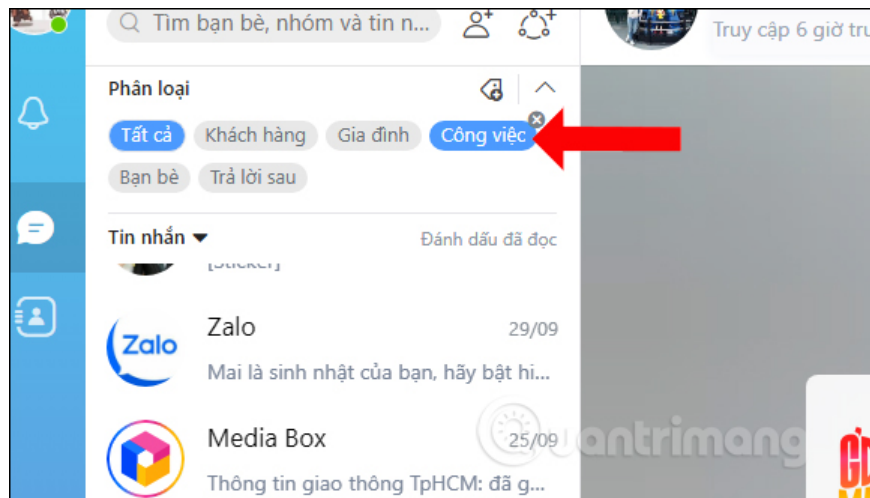 Tìm bạn bè, nhóm và tin n...
Truy cập 6 giờ trư
Phân loại
Tất cả Khách hàng Gia đình Công việc
Bạn bè Trả lời sau
Tin nhắn Đánh dấu đã đọc
[Sticker]
Zalo 29/09
Zalo
Mai là sinh nhật của bạn, hãy bật hi...
Media Box 25/09
quantrimang
Thông tin giao thông TpHCM: đã g...